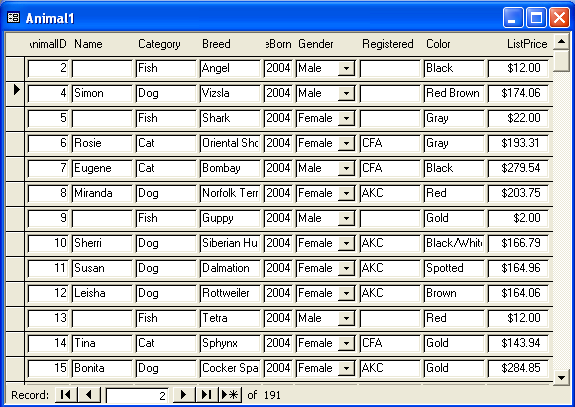 Animal1
AnimalID Name Category Breed sBorn Gender Registered Color ListPrice
2 Fish Angel 2004 Male Black $12.00
4 Simon Dog Vizsla 2004 Male Red Brown $174.06
5 Fish Shark 2004 Female Gray $22.00
6 Rosie Cat Oriental Sho 2004 Female CFA Gray $193.31
7 Eugene Cat Bombay 2004 Male CFA Black $279.54
8 Miranda Dog Norfolk Terr 2004 Female AKC Red $203.75
9 Fish Guppy 2004 Male Gold $2.00
10 Sherri Dog Siberian Hu 2004 Female AKC Black/White $166.79
11 Susan Dog Dalmation 2004 Female AKC Spotted $164.96
12 Leisha Dog Rottweiler 2004 Female AKC Brown $164.06
13 Fish Tetra 2004 Male Red $12.00
14 Tina Cat Sphynx 2004 Female CFA Gold $143.94
15 Bonita Dog Cocker Spa 2004 Female AKC Gold $284.85
Record: 2 of 191